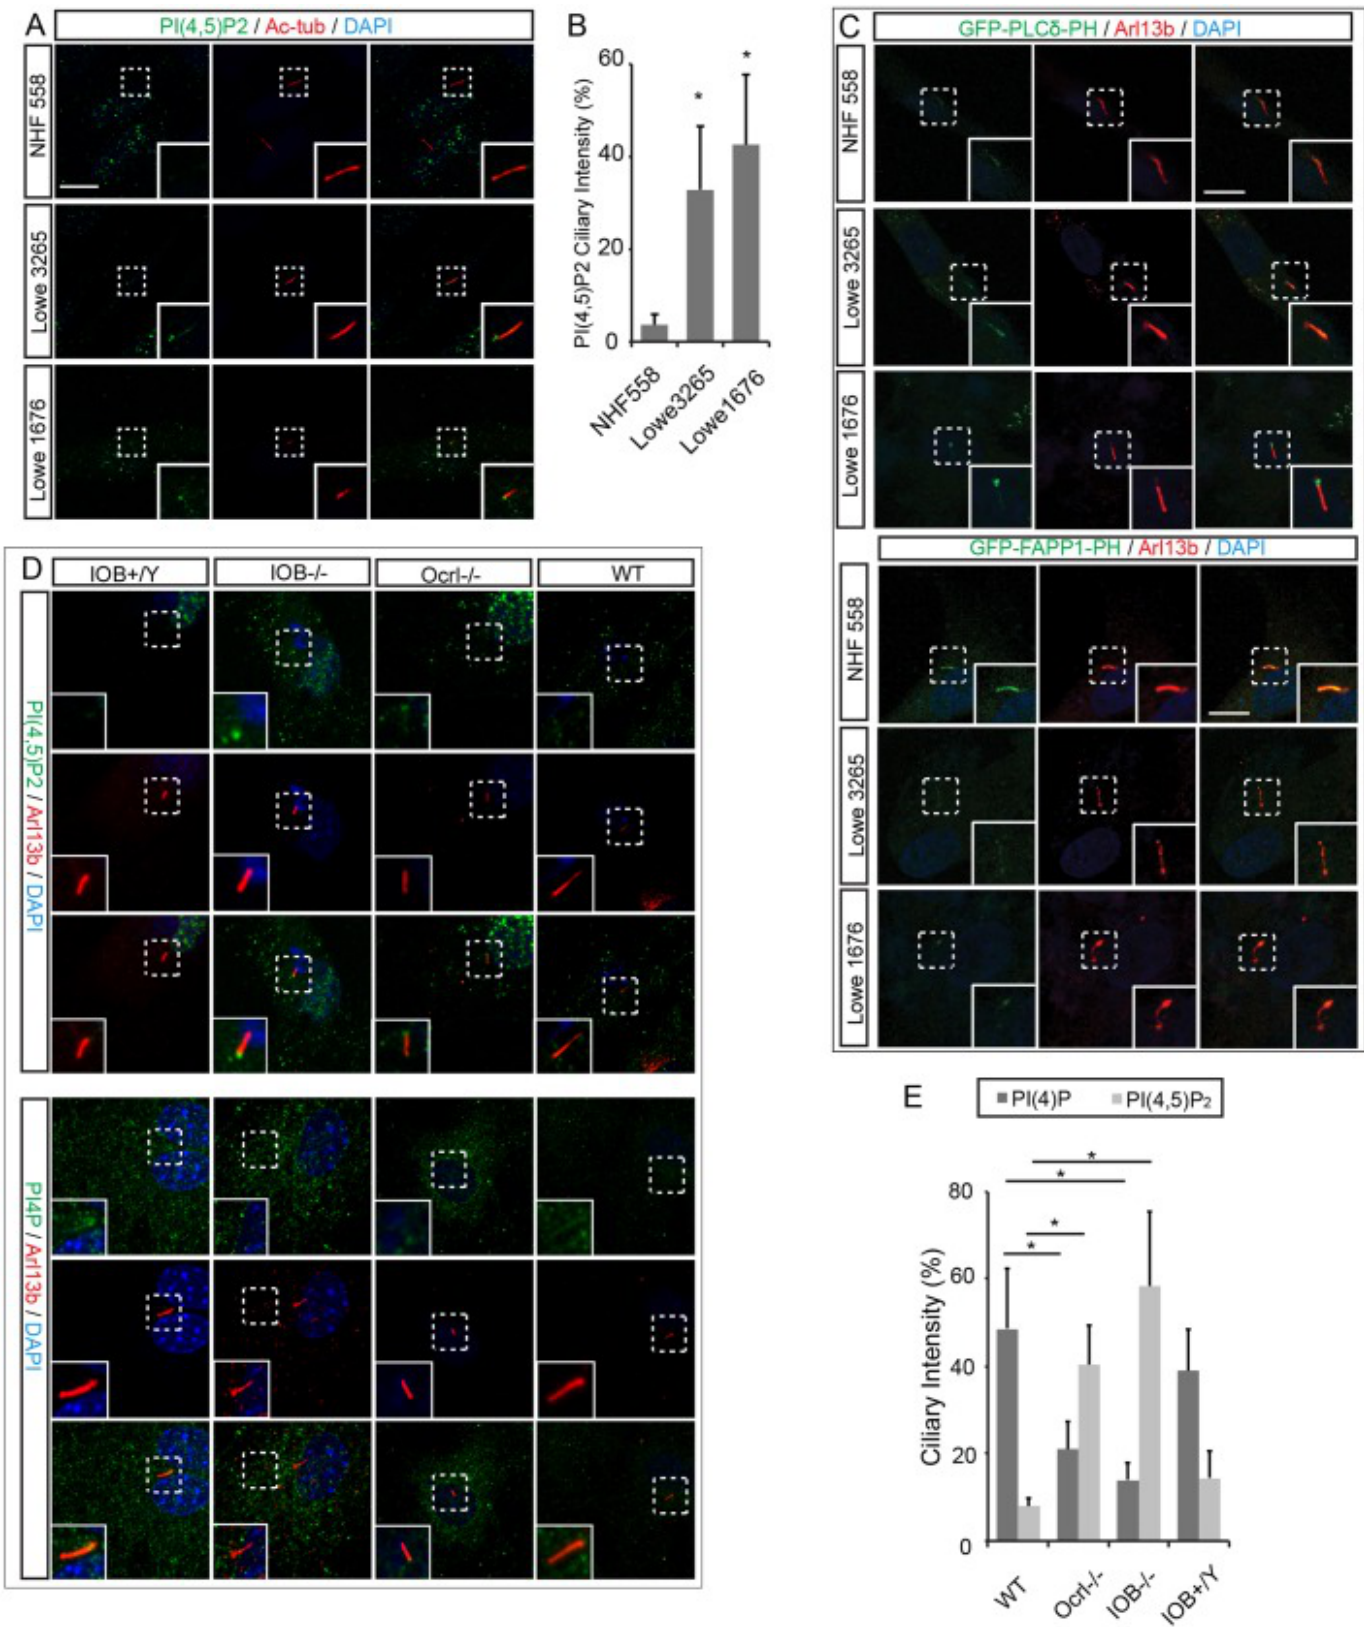 A
PI(4,5)P2 / Ac-tub / DAPI
NHF 558
Lowe 3265
Lowe 1676
B
PI(4,5)P2 Ciliary Intensity (%)
60
40
20
0
*
*
NHF558
Lowe3265
Lowe1676
C
GFP-PLCδ-PH / Arl13b / DAPI
NHF 558
Lowe 3265
Lowe 1676
GFP-FAPP1-PH / Arl13b / DAPI
NHF 558
Lowe 3265
Lowe 1676
D
IOB+/Y
IOB-/-
Ocrl-/-
WT
PI(4,5)P2 / Arl13b / DAPI
PI4P / Arl13b / DAPI
E
PI(4)P
PI(4,5)P₂
Ciliary Intensity (%)
80
60
40
20
0
*
*
*
*
WT
Ocrl-/-
IOB-/-
IOB+/Y